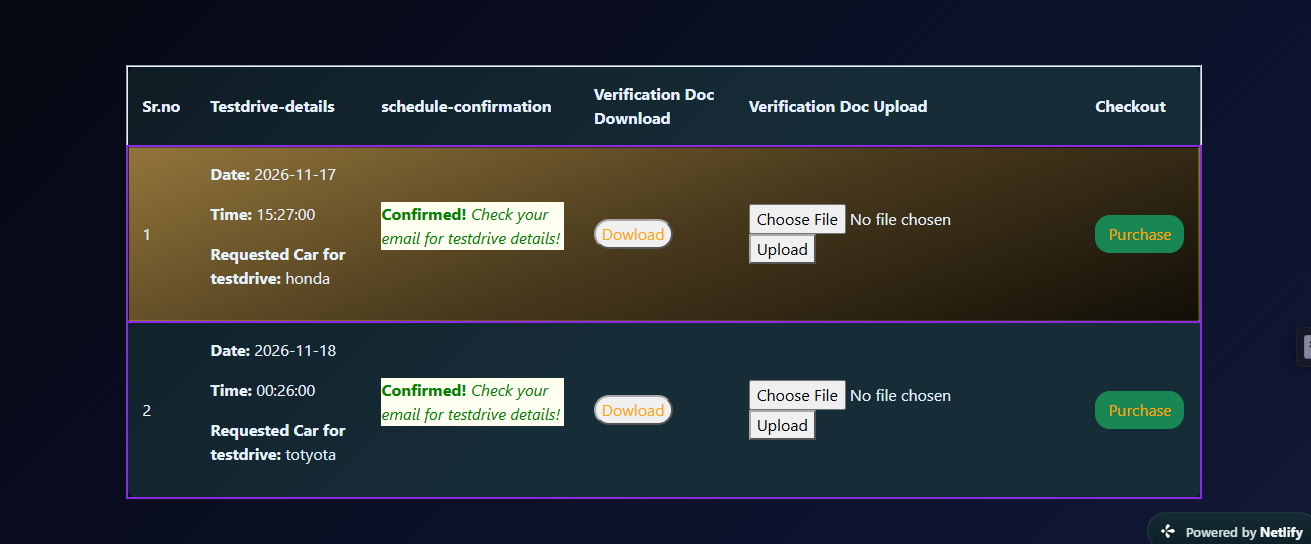 Sr.no Testdrive-details schedule-confirmation Verification Doc Download Verification Doc Upload Checkout
Date: 2026-11-17
Time: 15:27:00
Requested Car for
testdrive: honda
1
Confirmed! Check your
email for testdrive details!
Dowload
Choose File No file chosen
Upload
Purchase
Date: 2026-11-18
Time: 00:26:00
Requested Car for
testdrive: totyota
2
Confirmed! Check your
email for testdrive details!
Dowload
Choose File No file chosen
Upload
Purchase
Powered by Netlify